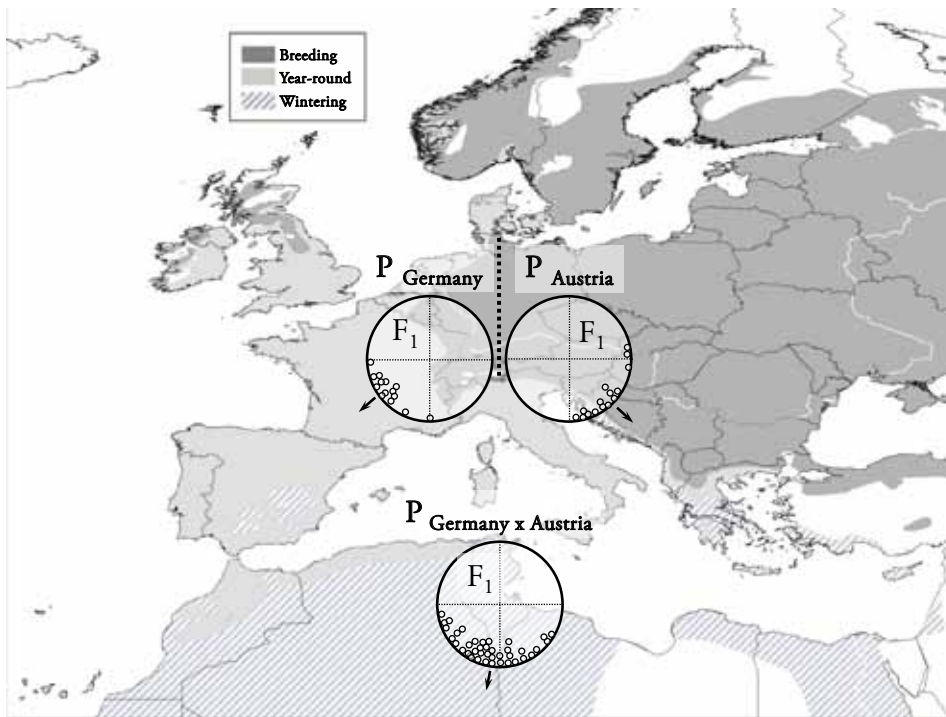 Breeding
Year-round
Wintering
P Germany
P Austria
F1
F1
P Germany x Austria
F1